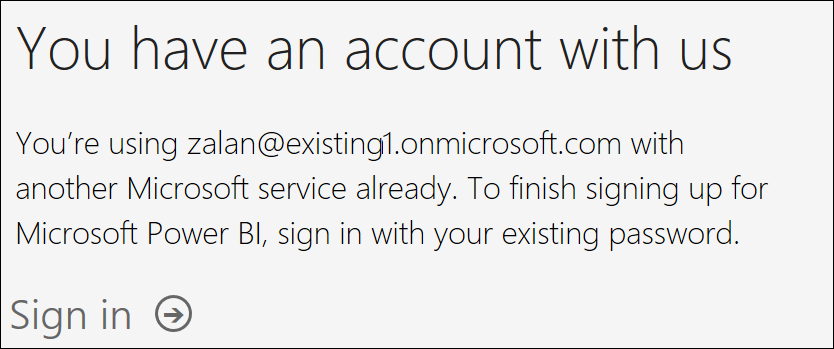 You have an account with us
You’re using zalan@existing1.onmicrosoft.com with
another Microsoft service already. To finish signing up for
Microsoft Power BI, sign in with your existing password.
Sign in